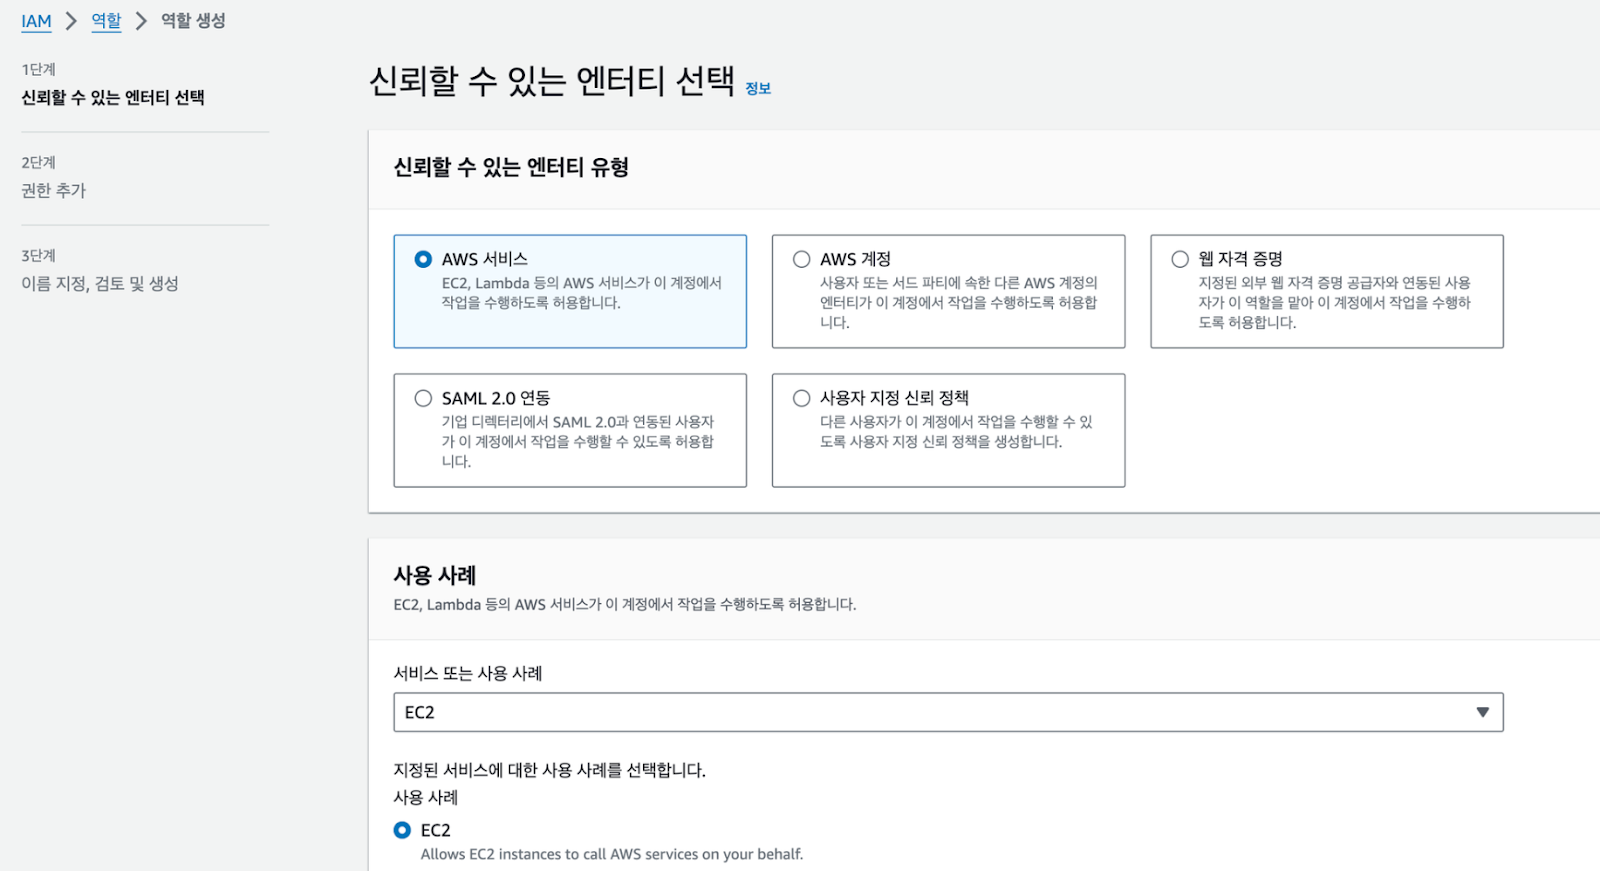 IAM > 역할 > 역할 생성
1단계
신뢰할 수 있는 엔터티 선택
2단계
권한 추가
3단계
이름 지정, 검토 및 생성
신뢰할 수 있는 엔터티 선택 정보
신뢰할 수 있는 엔터티 유형
AWS 서비스
EC2, Lambda 등의 AWS 서비스가 이 계정에서
작업을 수행하도록 허용합니다.
AWS 계정
사용자 또는 서드 파티에 속한 다른 AWS 계정의
엔터티가 이 계정에서 작업을 수행하도록 허용합
니다.
웹 자격 증명
지정된 외부 웹 자격 증명 공급자와 연동된 사용
자가 이 역할을 맡아 이 계정에서 작업을 수행하
도록 허용합니다.
SAML 2.0 연동
기업 디렉터리에서 SAML 2.0과 연동된 사용자
가 이 계정에서 작업을 수행할 수 있도록 허용합
니다.
사용자 지정 신뢰 정책
다른 사용자가 이 계정에서 작업을 수행할 수 있
도록 사용자 지정 신뢰 정책을 생성합니다.
사용 사례
EC2, Lambda 등의 AWS 서비스가 이 계정에서 작업을 수행하도록 허용합니다.
서비스 또는 사용 사례
EC2
지정된 서비스에 대한 사용 사례를 선택합니다.
사용 사례
EC2
Allows EC2 instances to call AWS services on your behalf.